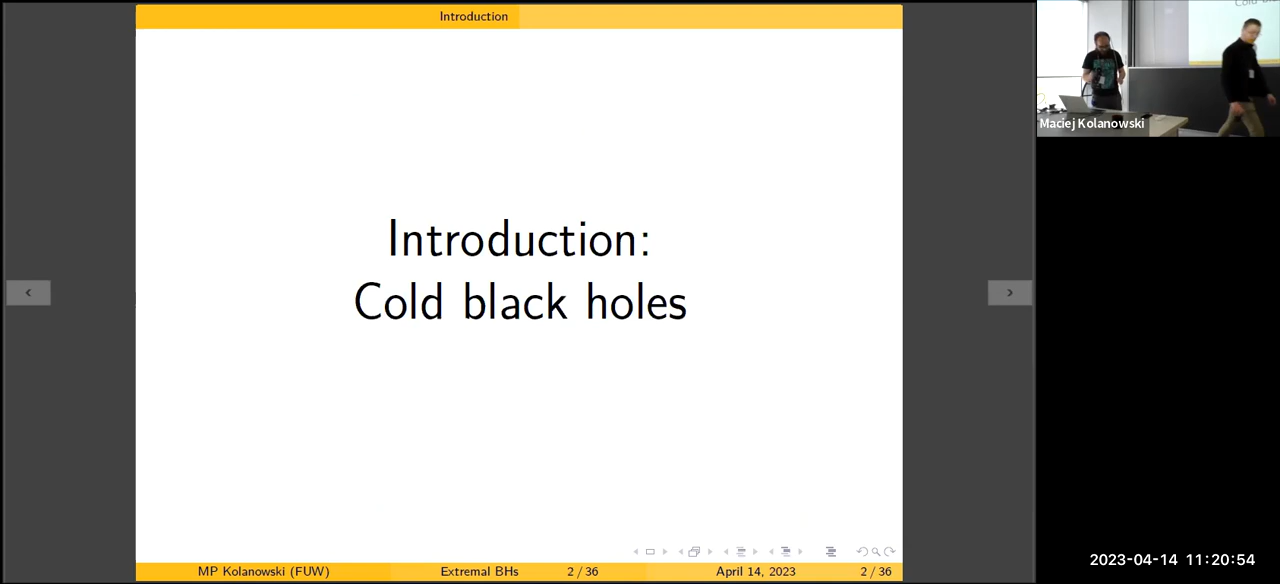 Introduction
Introduction:
Cold black holes
MP Kolanowski (FUW)
Extremal BHs
2 / 36
April 14, 2023
2 / 36
Maciej Kolanowski
2023-04-14 11:20:54